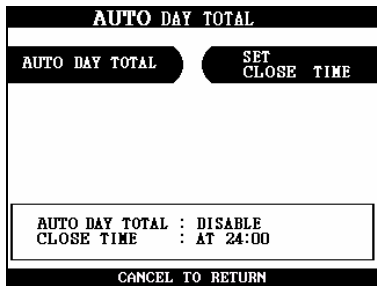 AUTO DAY TOTAL
AUTO DAY TOTAL
SET
CLOSE TIME
AUTO DAY TOTAL : DISABLE
CLOSE TIME : AT 24:00
CANCEL TO RETURN